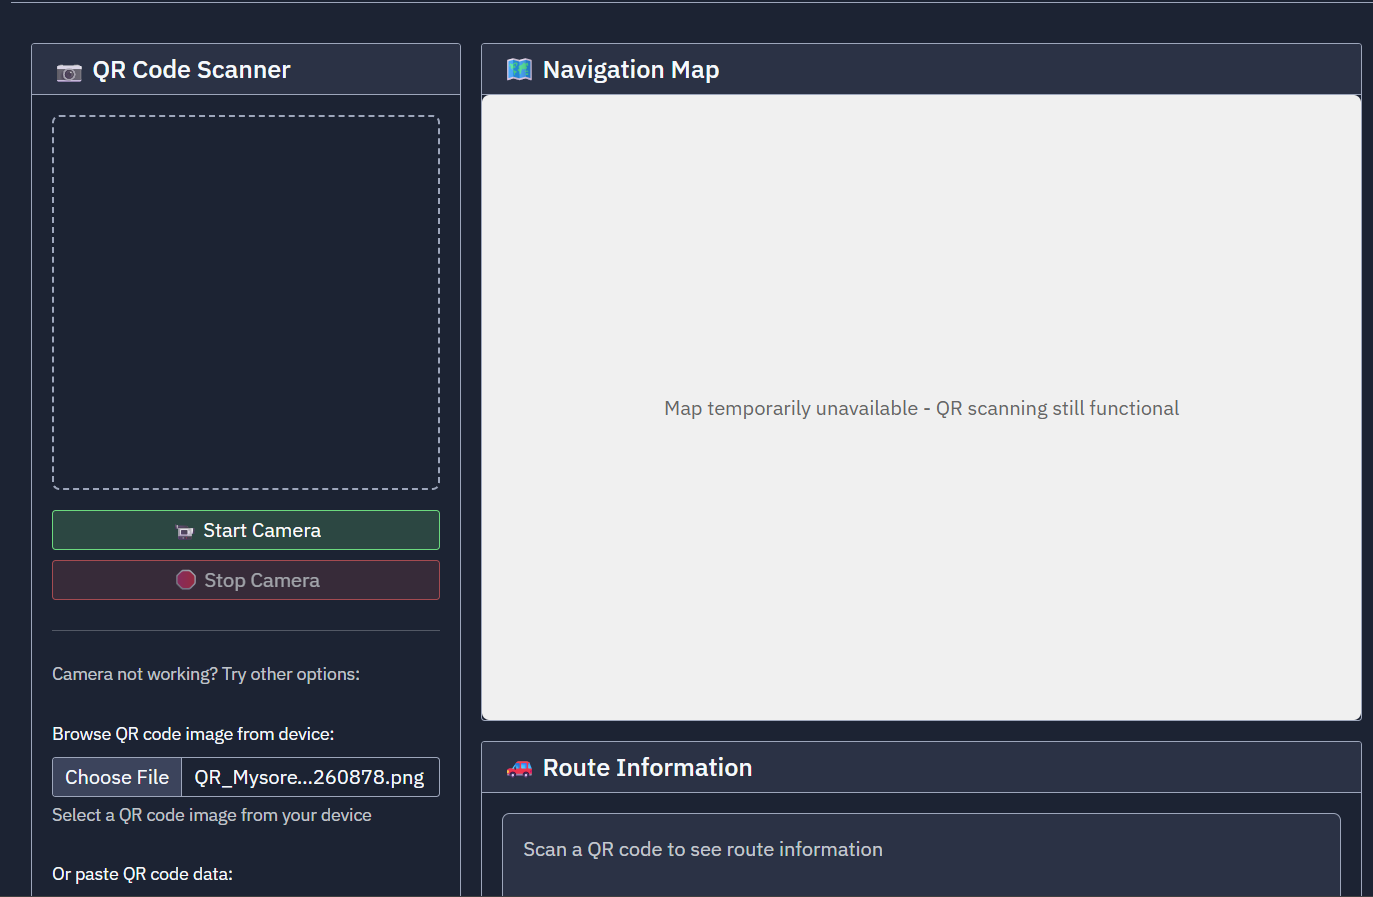 QR Code Scanner
Start Camera
Stop Camera
Camera not working? Try other options:
Browse QR code image from device:
Choose File QR_Mysore...260878.png
Select a QR code image from your device
Or paste QR code data:
Navigation Map
Map temporarily unavailable - QR scanning still functional
Route Information
Scan a QR code to see route information